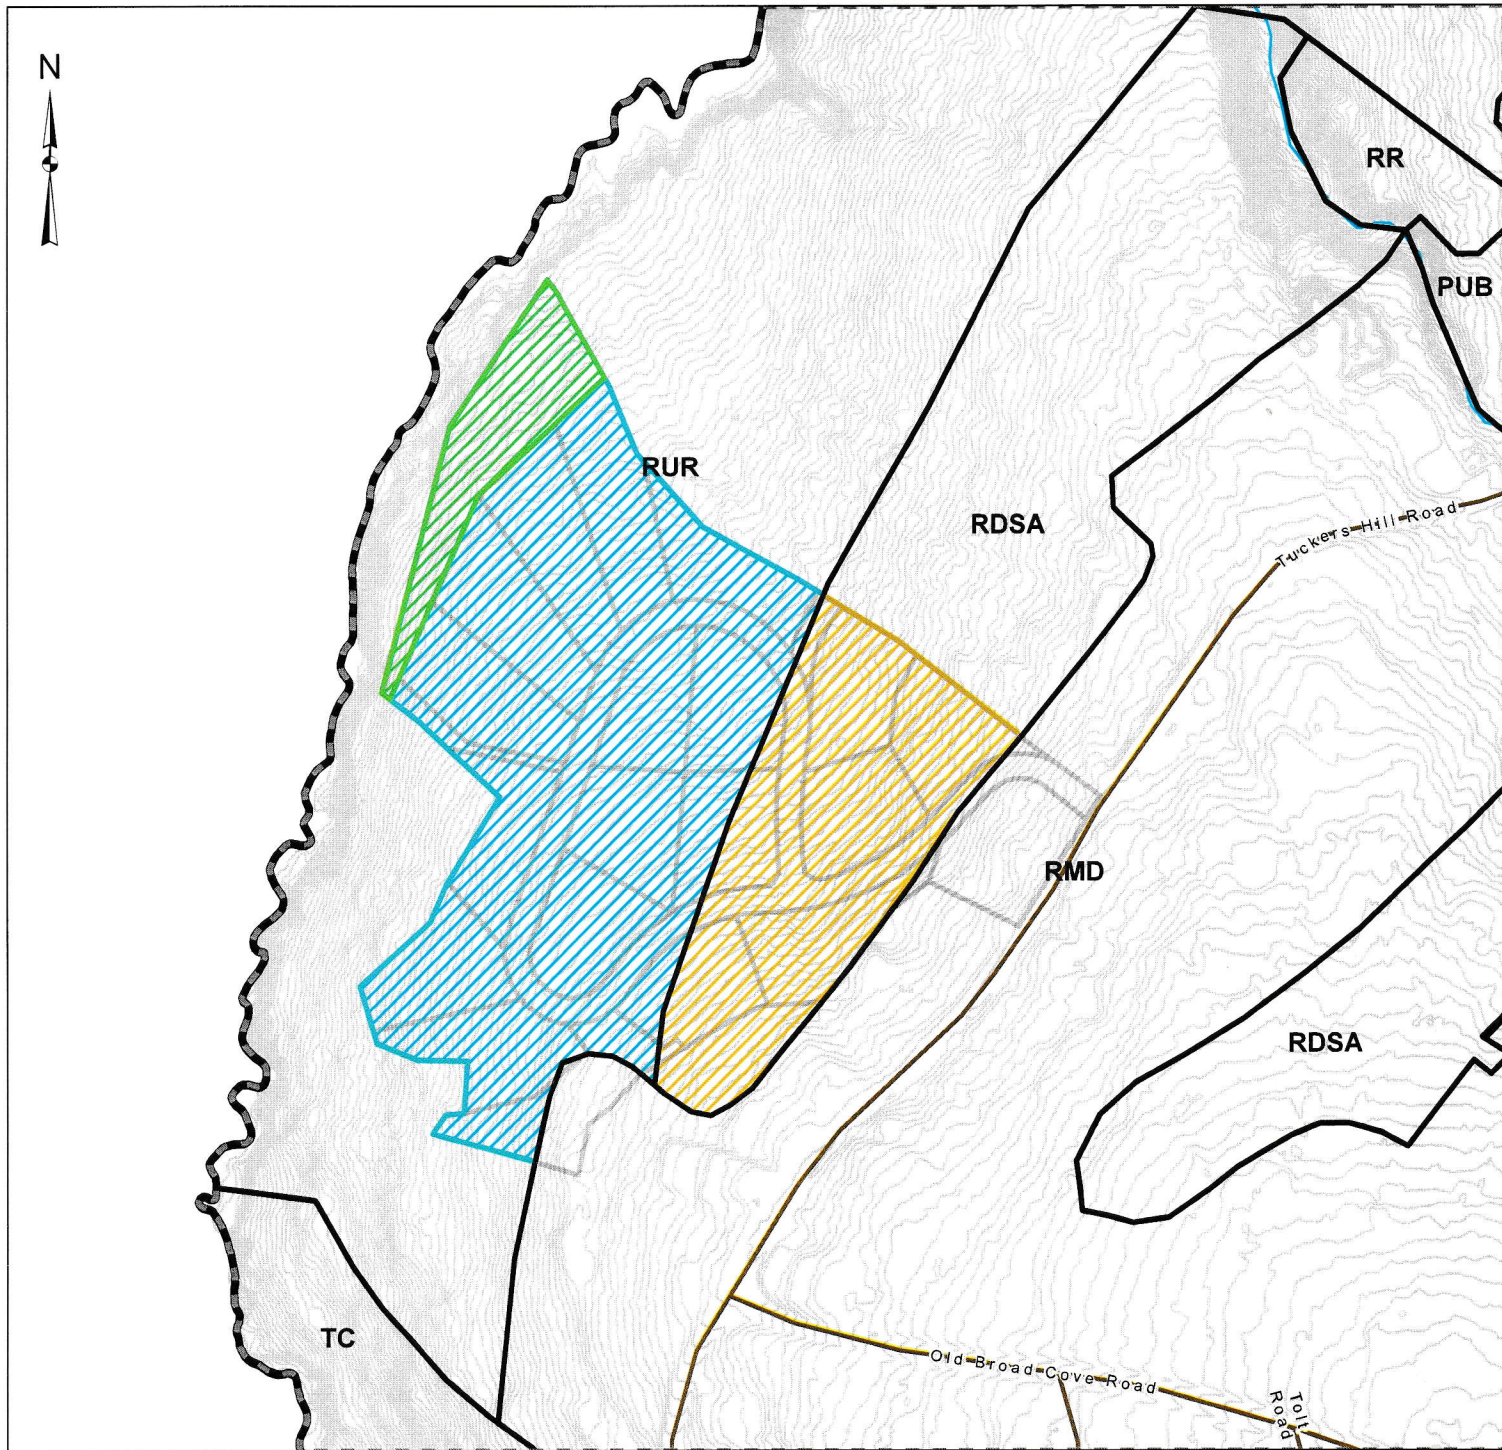 N
RR
PUB
RUR
RDSA
Tuckers Hill Road
RMD
RDSA
TC
Old Broad Cove Road
Tolt
Road